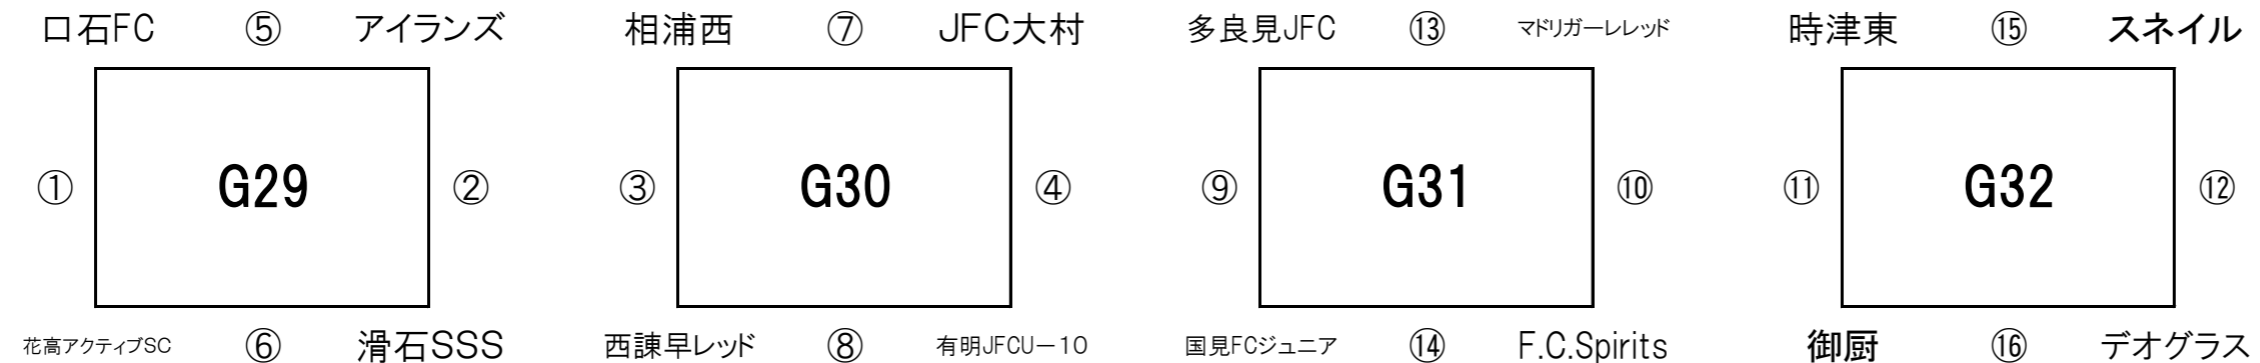 口石FC ⑤ アイランズ 相浦西 ⑦ JFC大村 多良見JFC ⑬ マドリガーレレッド 時津東 ⑮ スネイル
① G29 ② ③ G30 ④ ⑨ G31 ⑩ ⑪ G32 ⑫
花高アクティブSC ⑥ 滑石SSS 西諫早レッド ⑧ 有明JFCU−10 国見FCジュニア ⑭ F.C.Spirits 御厨 ⑯ デオグラス